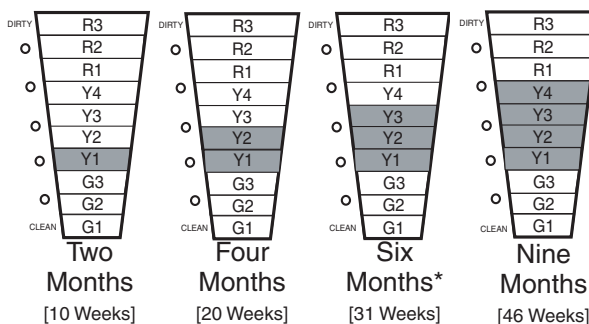 DIRTY
R3
R2
R1
Y4
Y3
Y2
Y1
G3
G2
G1
CLEAN
Two
Months
[10 Weeks]
DIRTY
R3
R2
R1
Y4
Y3
Y2
Y1
G3
G2
G1
CLEAN
Four
Months
[20 Weeks]
DIRTY
R3
R2
R1
Y4
Y3
Y2
Y1
G3
G2
G1
CLEAN
Six
Months*
[31 Weeks]
DIRTY
R3
R2
R1
Y4
Y3
Y2
Y1
G3
G2
G1
CLEAN
Nine
Months
[46 Weeks]